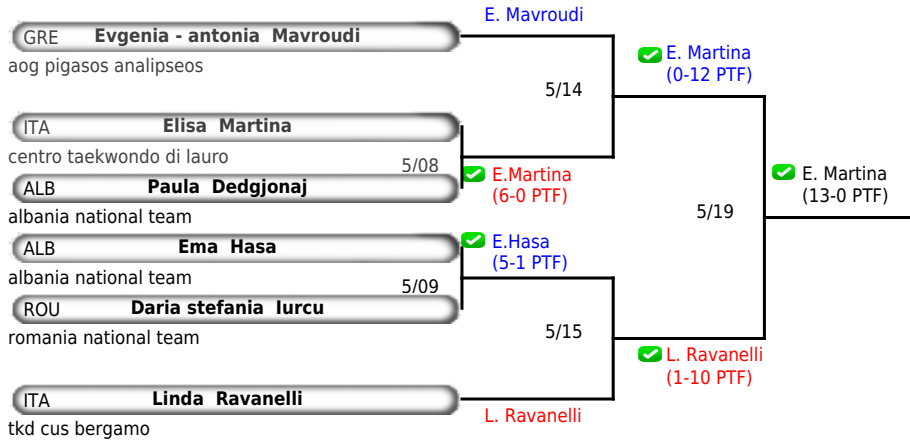 E. Mavroudi
GRE Evgenia - antonia Mavroudi
aog pigasos analipseos
E. Martina
(0-12 PTF)
5/14
ITA Elisa Martina
centro taekwondo di lauro
5/08
E.Martina
(6-0 PTF)
ALB Paula Dedgjonaj
albania national team
E. Martina
(13-0 PTF)
5/19
ALB Ema Hasa
albania national team
E.Hasa
(5-1 PTF)
5/09
ROU Daria stefania Iurcu
romania national team
5/15
L. Ravanelli
(1-10 PTF)
ITA Linda Ravanelli
tkd cus bergamo
L. Ravanelli